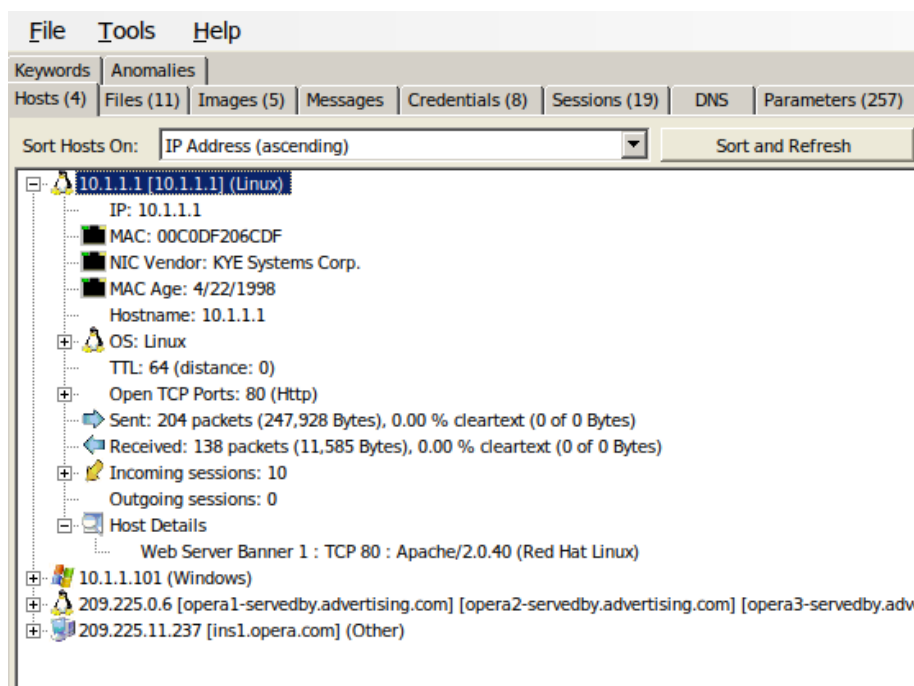 File Tools Help
Keywords Anomalies
Hosts (4) Files (11) Images (5) Messages Credentials (8) Sessions (19) DNS Parameters (257)
Sort Hosts On: IP Address (ascending) Sort and Refresh
10.1.1.1 [10.1.1.1] (Linux)
IP: 10.1.1.1
MAC: 00C0DF206CDF
NIC Vendor: KYE Systems Corp.
MAC Age: 4/22/1998
Hostname: 10.1.1.1
OS: Linux
TTL: 64 (distance: 0)
Open TCP Ports: 80 (Http)
Sent: 204 packets (247,928 Bytes), 0.00 % cleartext (0 of 0 Bytes)
Received: 138 packets (11,585 Bytes), 0.00 % cleartext (0 of 0 Bytes)
Incoming sessions: 10
Outgoing sessions: 0
Host Details
Web Server Banner 1 : TCP 80 : Apache/2.0.40 (Red Hat Linux)
10.1.1.101 (Windows)
209.225.0.6 [opera1-servedby.advertising.com] [opera2-servedby.advertising.com] [opera3-servedby.adv
209.225.11.237 [ins1.opera.com] (Other)